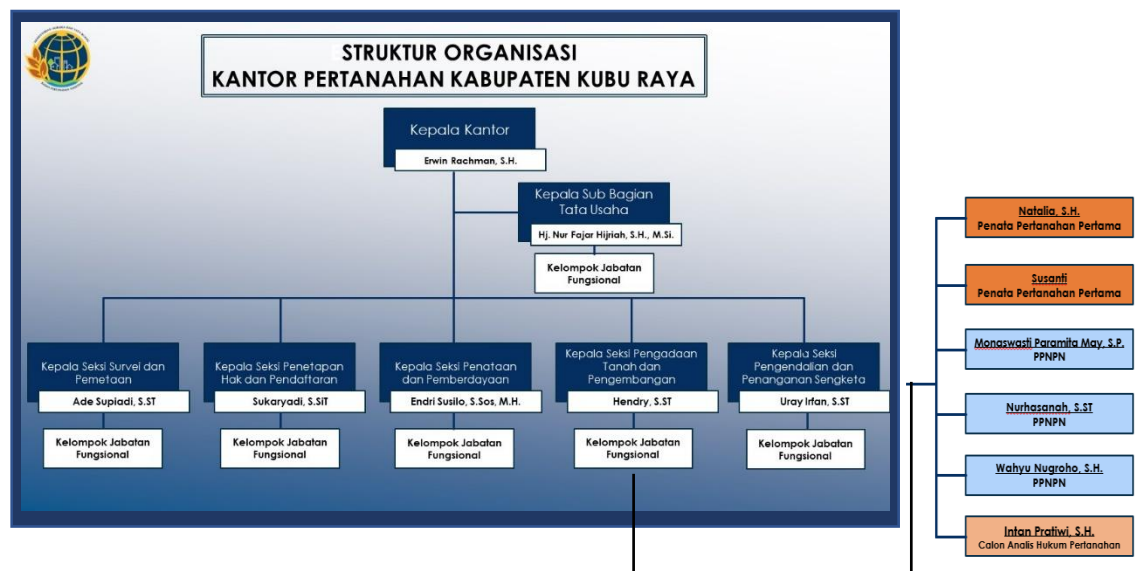 STRUKTUR ORGANISASI
KANTOR PERTANAHAN KABUPATEN KUBU RAYA
Kepala Kantor
Erwin Rachman, S.H.
Kepala Sub Bagian
Tata Usaha
Hj. Nur Fajar Hijriah, S.H., M.Si.
Kelompok Jabatan
Fungsional
Kepala Seksi Survei dan
Pemetaan
Ade Supiadi, S.ST
Kelompok Jabatan
Fungsional
Kepala Seksi Penetapan
Hak dan Pendaftaran
Sukaryadi, S.SiT
Kelompok Jabatan
Fungsional
Kepala Seksi Penataan
dan Pemberdayaan
Endri Susilo, S.Sos, M.H.
Kelompok Jabatan
Fungsional
Kepala Seksi Pengadaan
Tanah dan
Pengembangan
Hendry, S.ST
Kelompok Jabatan
Fungsional
Kepala Seksi
Pengendalian dan
Penanganan Sengketa
Uray Irfan, S.ST
Kelompok Jabatan
Fungsional
Natalia, S.H.
Penata Pertanahan Pertama
Susanti
Penata Pertanahan Pertama
Monaswasti Paramita May, S.P.
PPNPN
Nurhasanah, S.ST
PPNPN
Wahyu Nugroho, S.H.
PPNPN
Intan Pratiwi, S.H.
Calon Analis Hukum Pertanahan